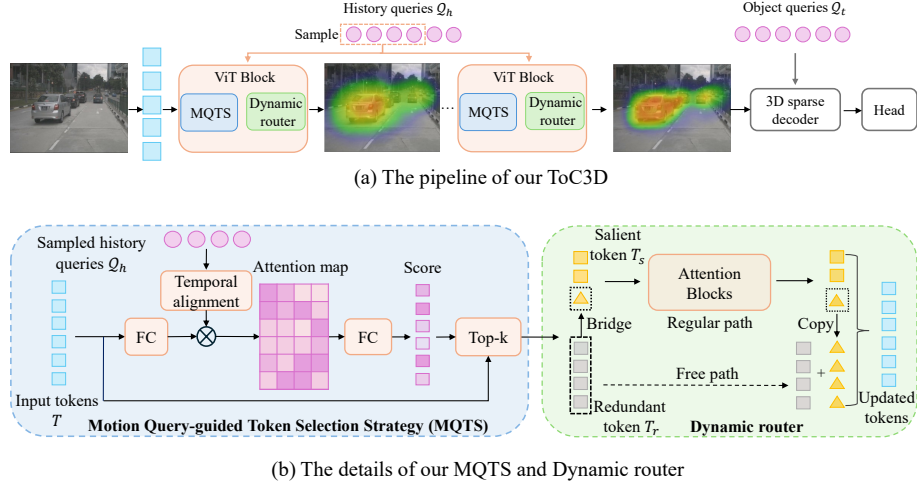 History queries Q_h
Object queries Q_t
Sample
ViT Block
MQTS
Dynamic
router
...
ViT Block
MQTS
Dynamic
router
3D sparse
decoder
Head
(a) The pipeline of our ToC3D
Sampled history
queries Q_h
Temporal
alignment
Attention map
Score
FC
FC
Top-k
Input tokens
T
Motion Query-guided Token Selection Strategy (MQTS)
Salient
token T_s
Attention
Blocks
Regular path
Bridge
Copy
+
Free path
Redundant
token T_r
Updated
tokens
Dynamic router
(b) The details of our MQTS and Dynamic router